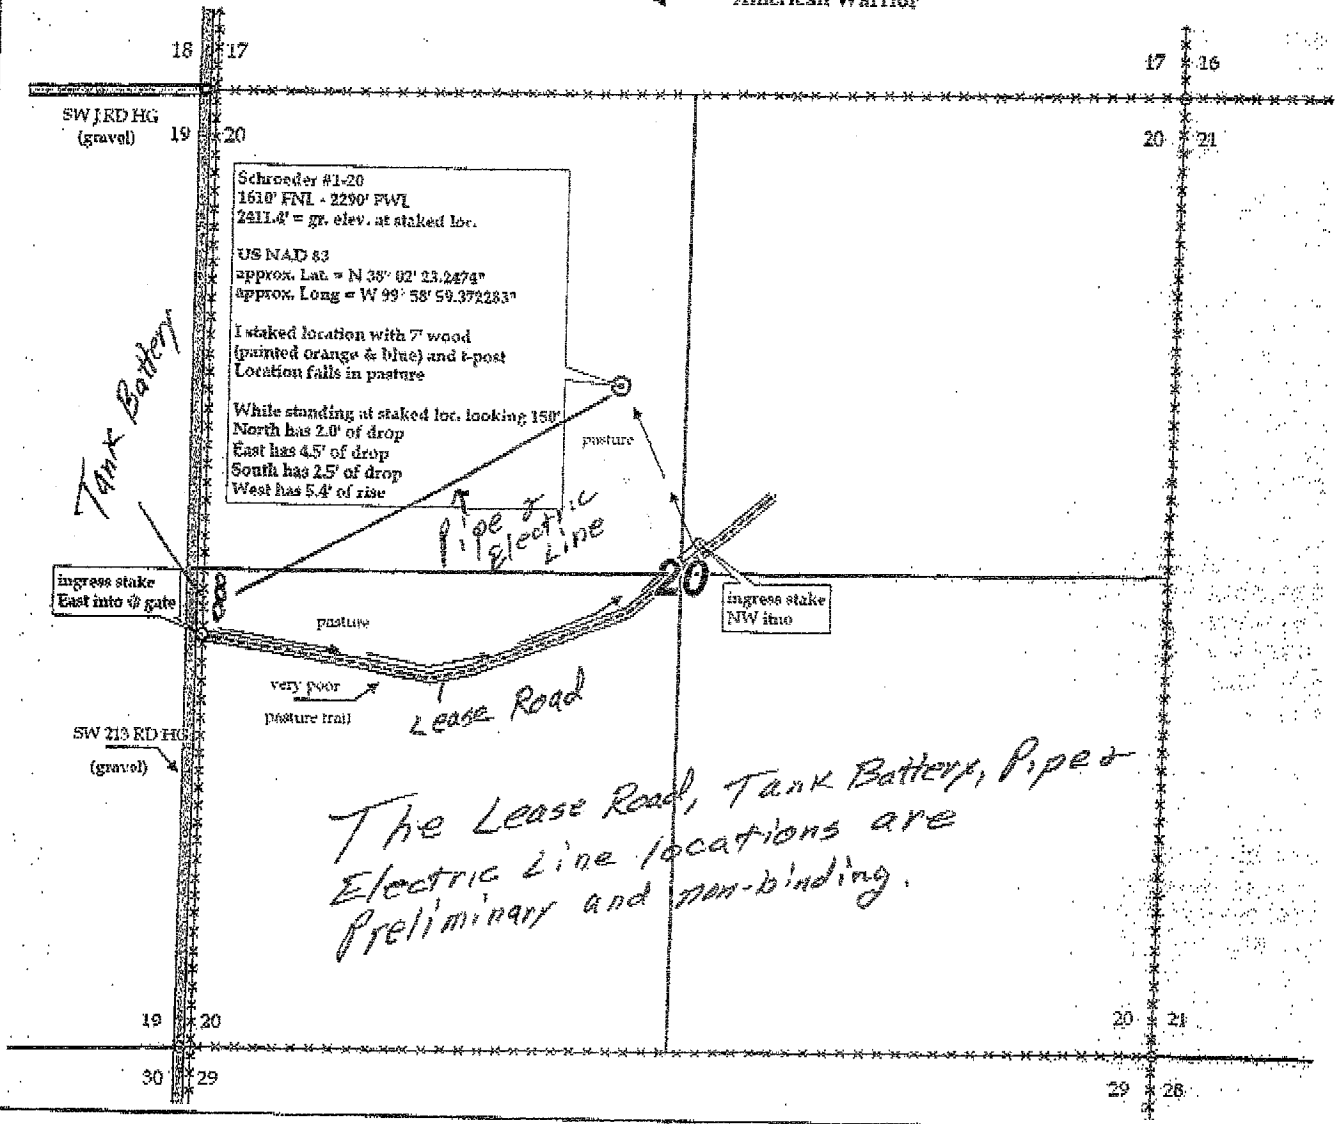 American Warrior
18 17
17 16
SW J RD HG
(gravel)
19 20
20 21
Schroeder #1-20
1610' FNL - 2290' FWL
2411.4' = gr. elev. at staked loc.
US NAD 83
approx. Lat. = N 38° 02' 23.2474"
approx. Long = W 99° 58' 59.372283"
I staked location with 7' wood
(painted orange & blue) and t-post
Location falls in pasture
While standing at staked loc. looking 150'
North has 2.0' of drop
East has 4.5' of drop
South has 2.5' of drop
West has 5.4' of rise
Tank Battery
pasture
Pipe &
Electric
Line
ingress stake
East into @ gate
20
ingress stake
NW into
pasture
very poor
pasture trail
Lease Road
SW 213 RD HG
(gravel)
The Lease Road, Tank Battery, Pipe &
Electric Line locations are
Preliminary and non-binding.
19 20
20 21
30 29
29 28